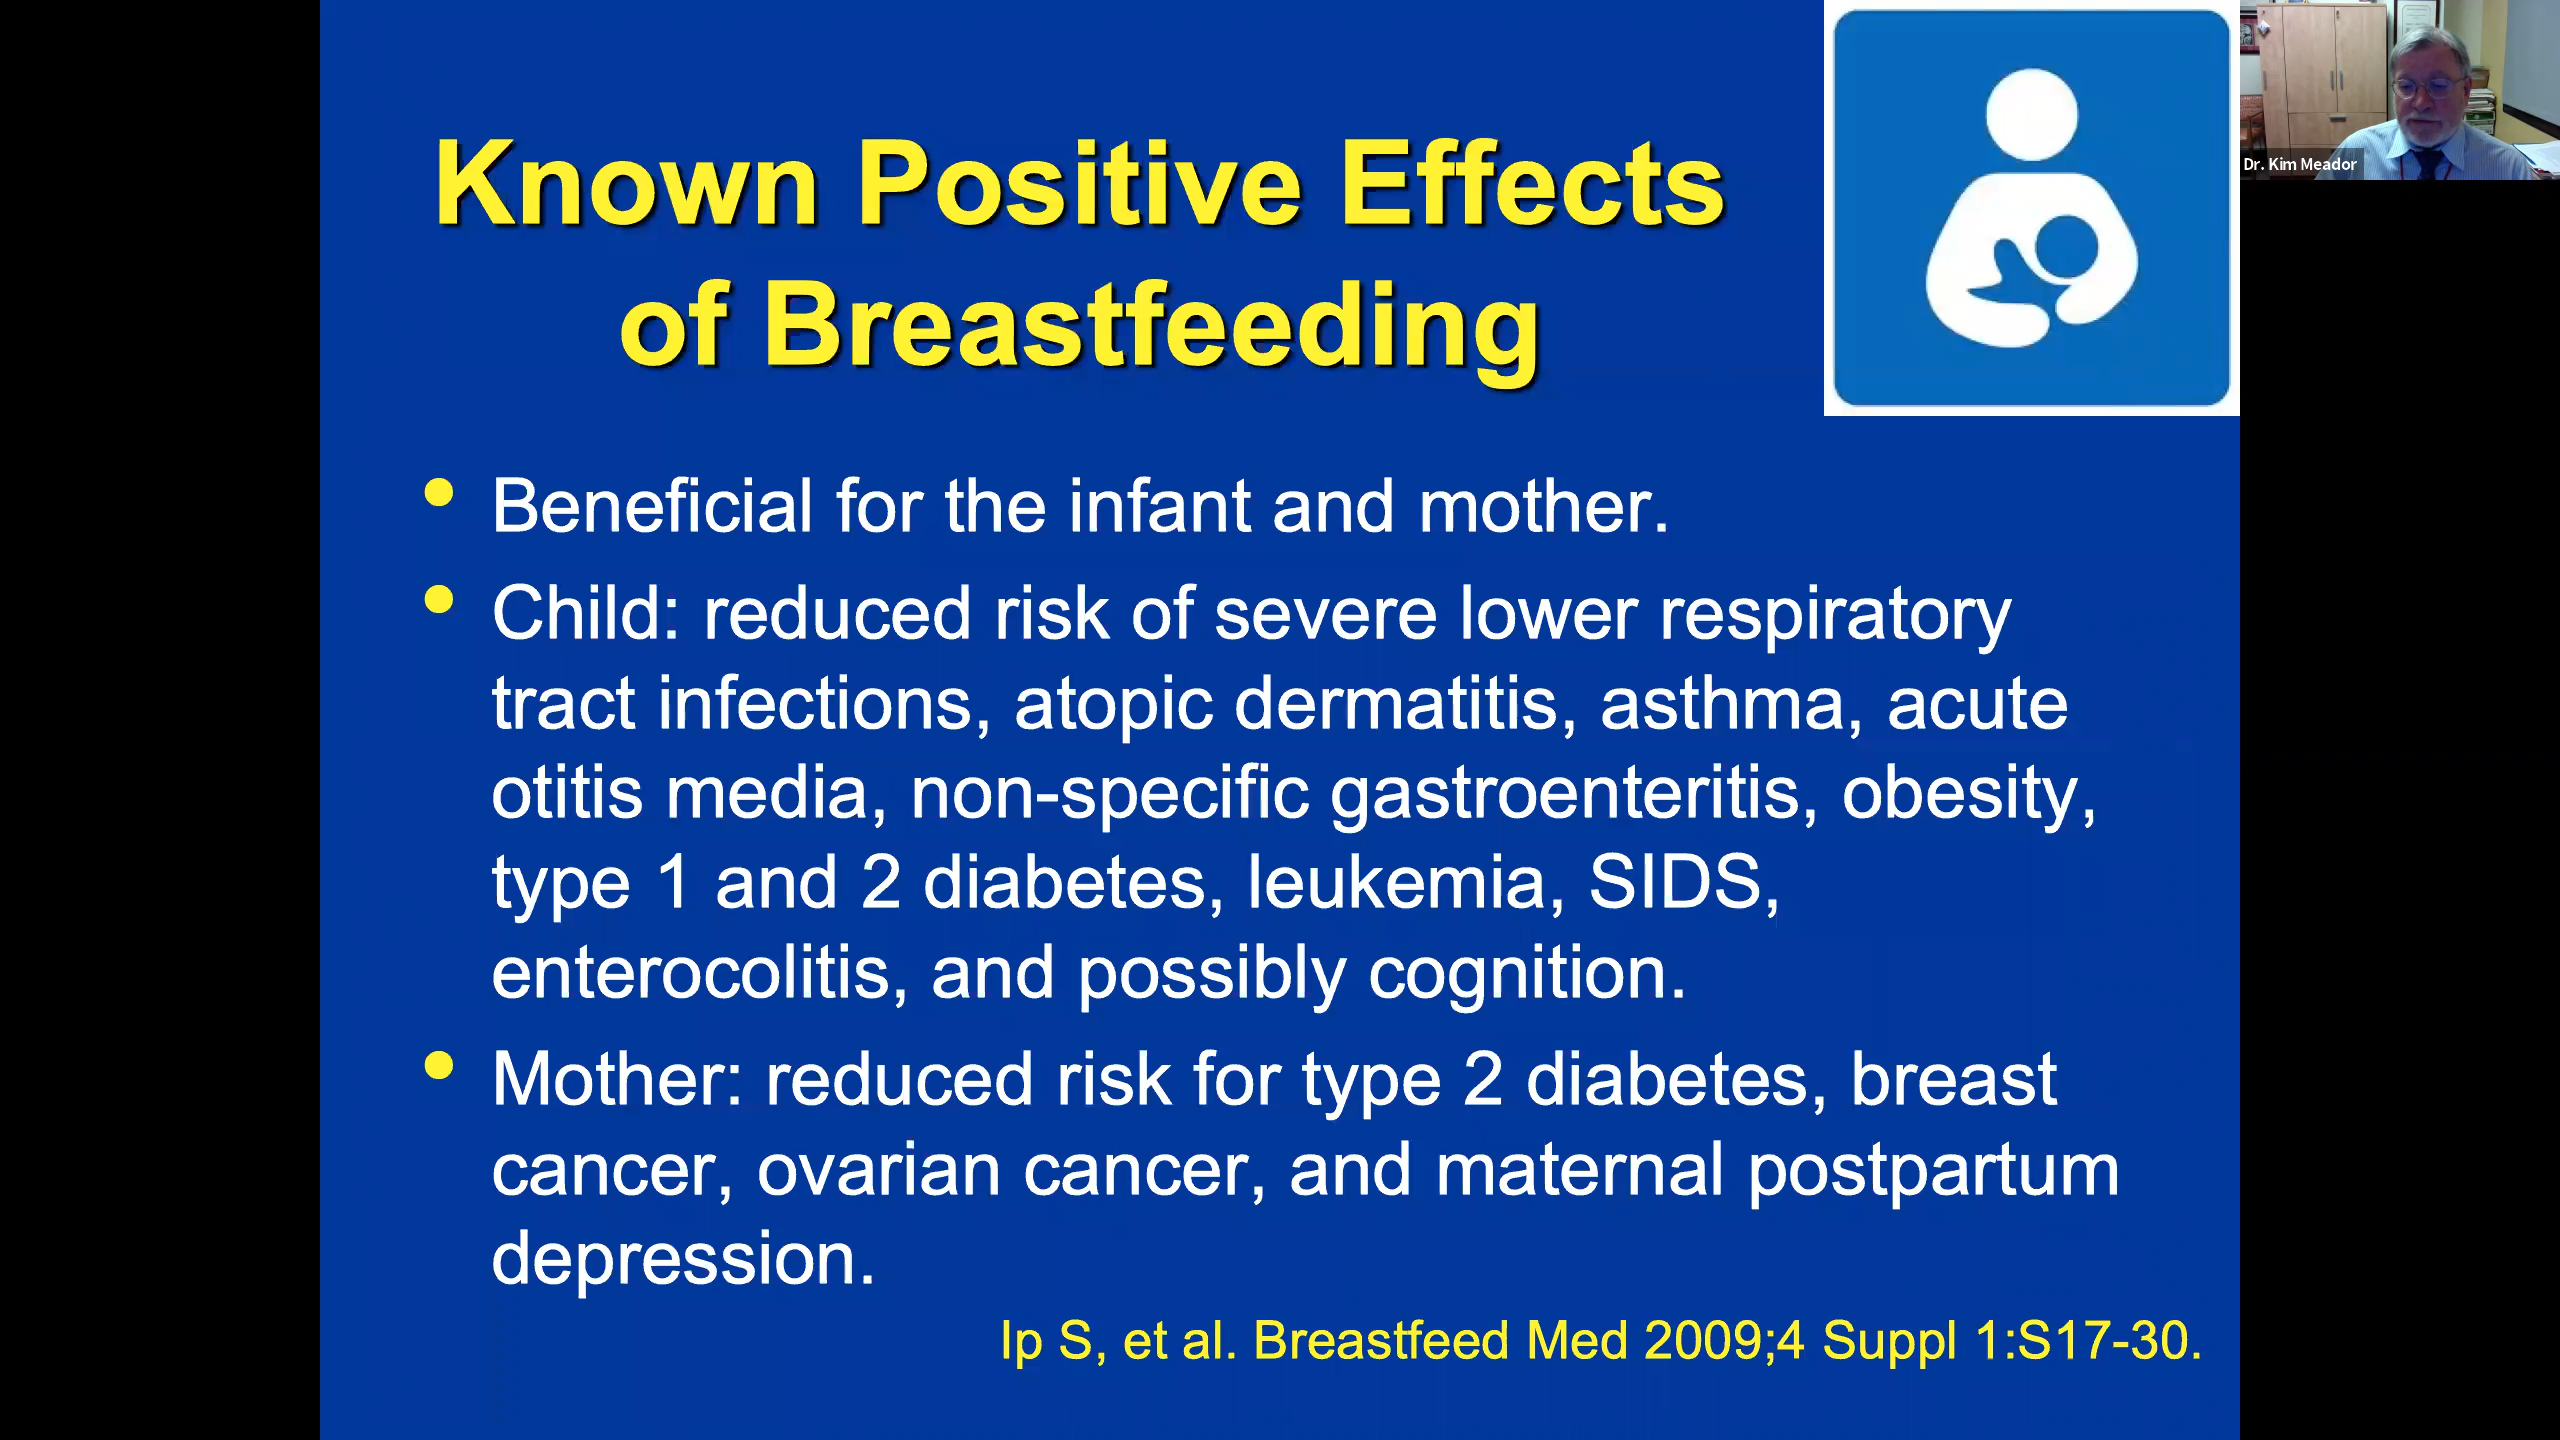 Known Positive Effects
of Breastfeeding
Dr. Kim Meador
• Beneficial for the infant and mother.
• Child: reduced risk of severe lower respiratory
tract infections, atopic dermatitis, asthma, acute
otitis media, non-specific gastroenteritis, obesity,
type 1 and 2 diabetes, leukemia, SIDS,
enterocolitis, and possibly cognition.
• Mother: reduced risk for type 2 diabetes, breast
cancer, ovarian cancer, and maternal postpartum
depression.
Ip S, et al. Breastfeed Med 2009;4 Suppl 1:S17-30.